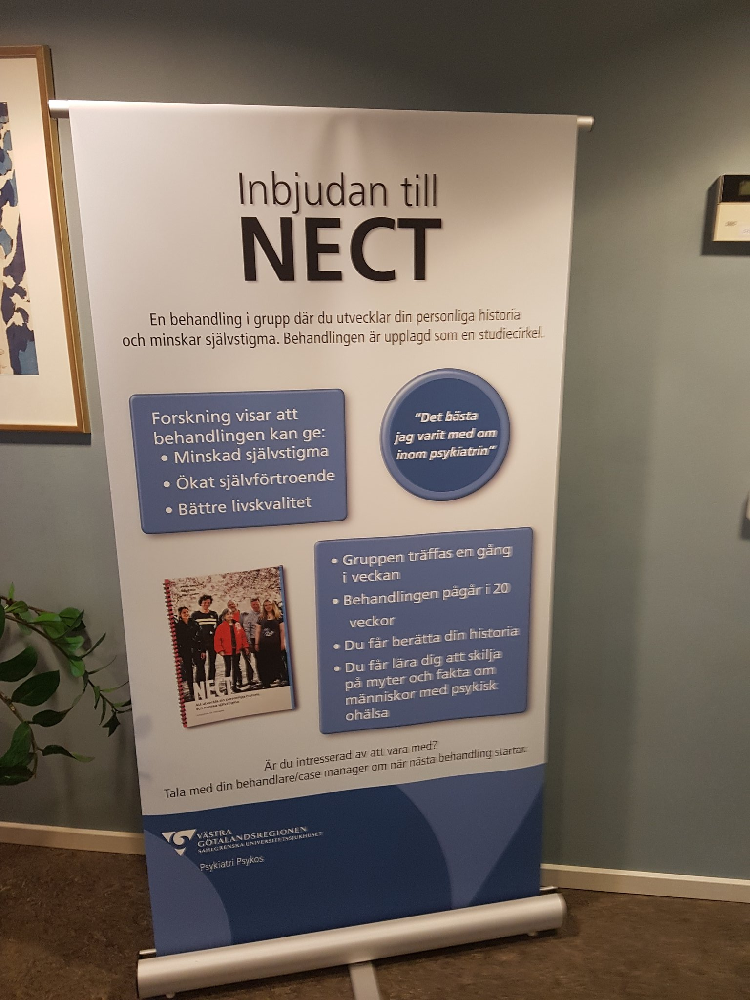 Inbjudan till
NECT
En behandling i grupp där du utvecklar din personliga historia
och minskar självstigma. Behandlingen är upplagd som en studiecirkel.
Forskning visar att
behandlingen kan ge:
• Minskad självstigma
• Ökat självförtroende
• Bättre livskvalitet
"Det bästa
jag varit med om
inom psykiatrin"
• Gruppen träffas en gång
i veckan
• Behandlingen pågår i 20
veckor
• Du får berätta din historia
• Du får lära dig att skilja
på myter och fakta om
människor med psykisk
ohälsa
NECT
Att utveckla sin personliga historia
och minska självstigma
Är du intresserad av att vara med?
Tala med din behandlare/case manager om när nästa behandling startar.
VÄSTRA
GÖTALANDSREGIONEN
SAHLGRENSKA UNIVERSITETSSJUKHUSET
Psykiatri Psykos